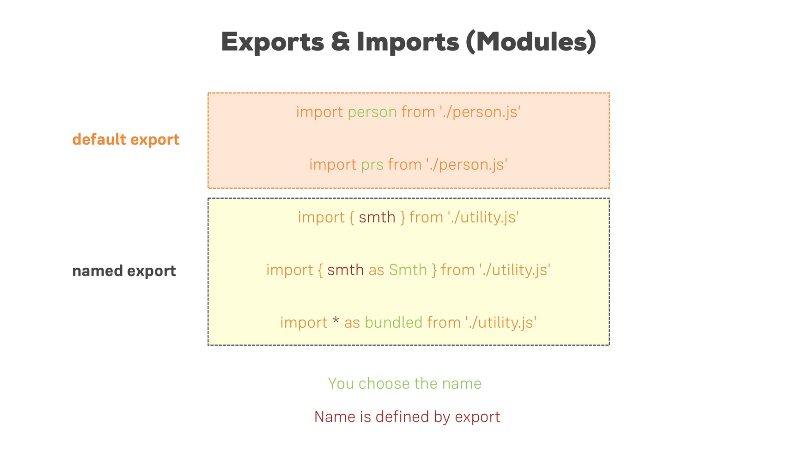 Exports & Imports (Modules)
default export
import person from './person.js'
import prs from './person.js'
named export
import { smth } from './utility.js'
import { smth as Smth } from './utility.js'
import * as bundled from './utility.js'
You choose the name
Name is defined by export